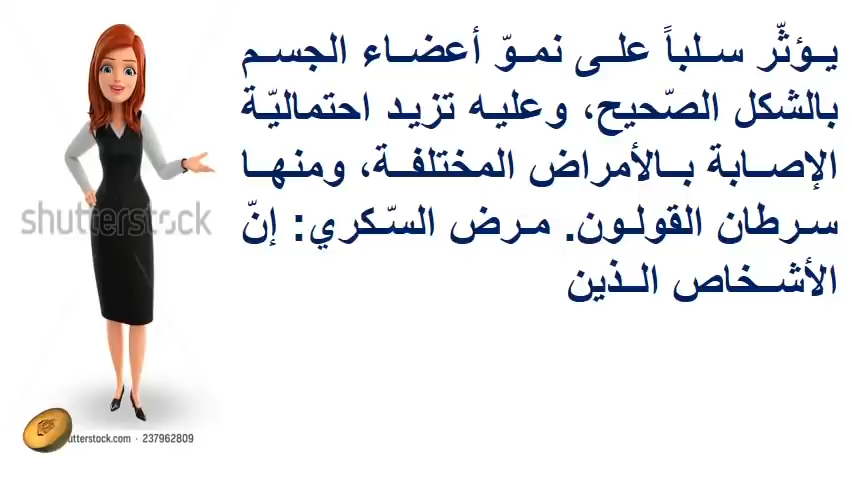 يؤثّر سلباً على نموّ أعضاء الجسم
بالشكل الصّحيح، وعليه تزيد احتماليّة
الإصابة بالأمراض المختلفة، ومنها
سرطان القولون. مرض السّكري: إنّ
الأشخاص الذين
shutterstock
utterstock.com · 237962809